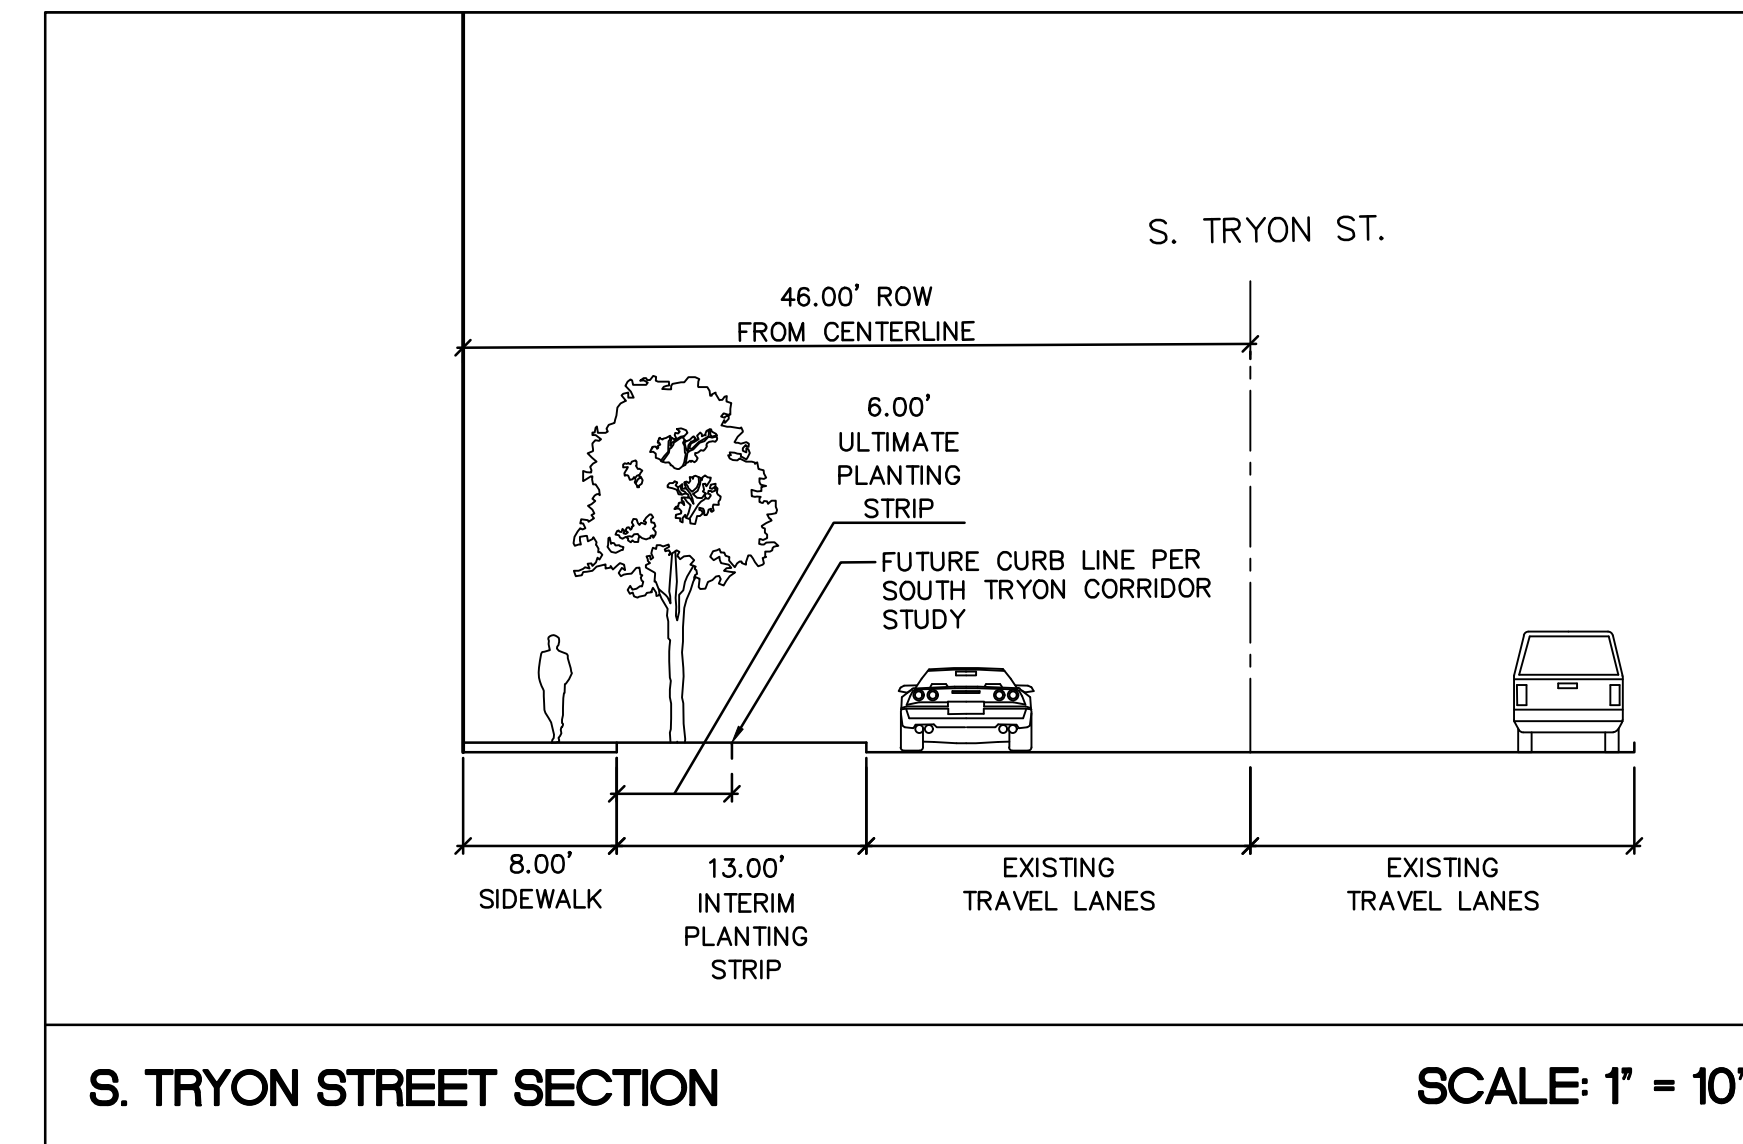 S. TRYON ST.
46.00' ROW
FROM CENTERLINE
6.00'
ULTIMATE
PLANTING
STRIP
FUTURE CURB LINE PER
SOUTH TRYON CORRIDOR
STUDY
8.00'
SIDEWALK
13.00'
INTERIM
PLANTING
STRIP
EXISTING
TRAVEL LANES
EXISTING
TRAVEL LANES
S. TRYON STREET SECTION
SCALE: 1" = 10'